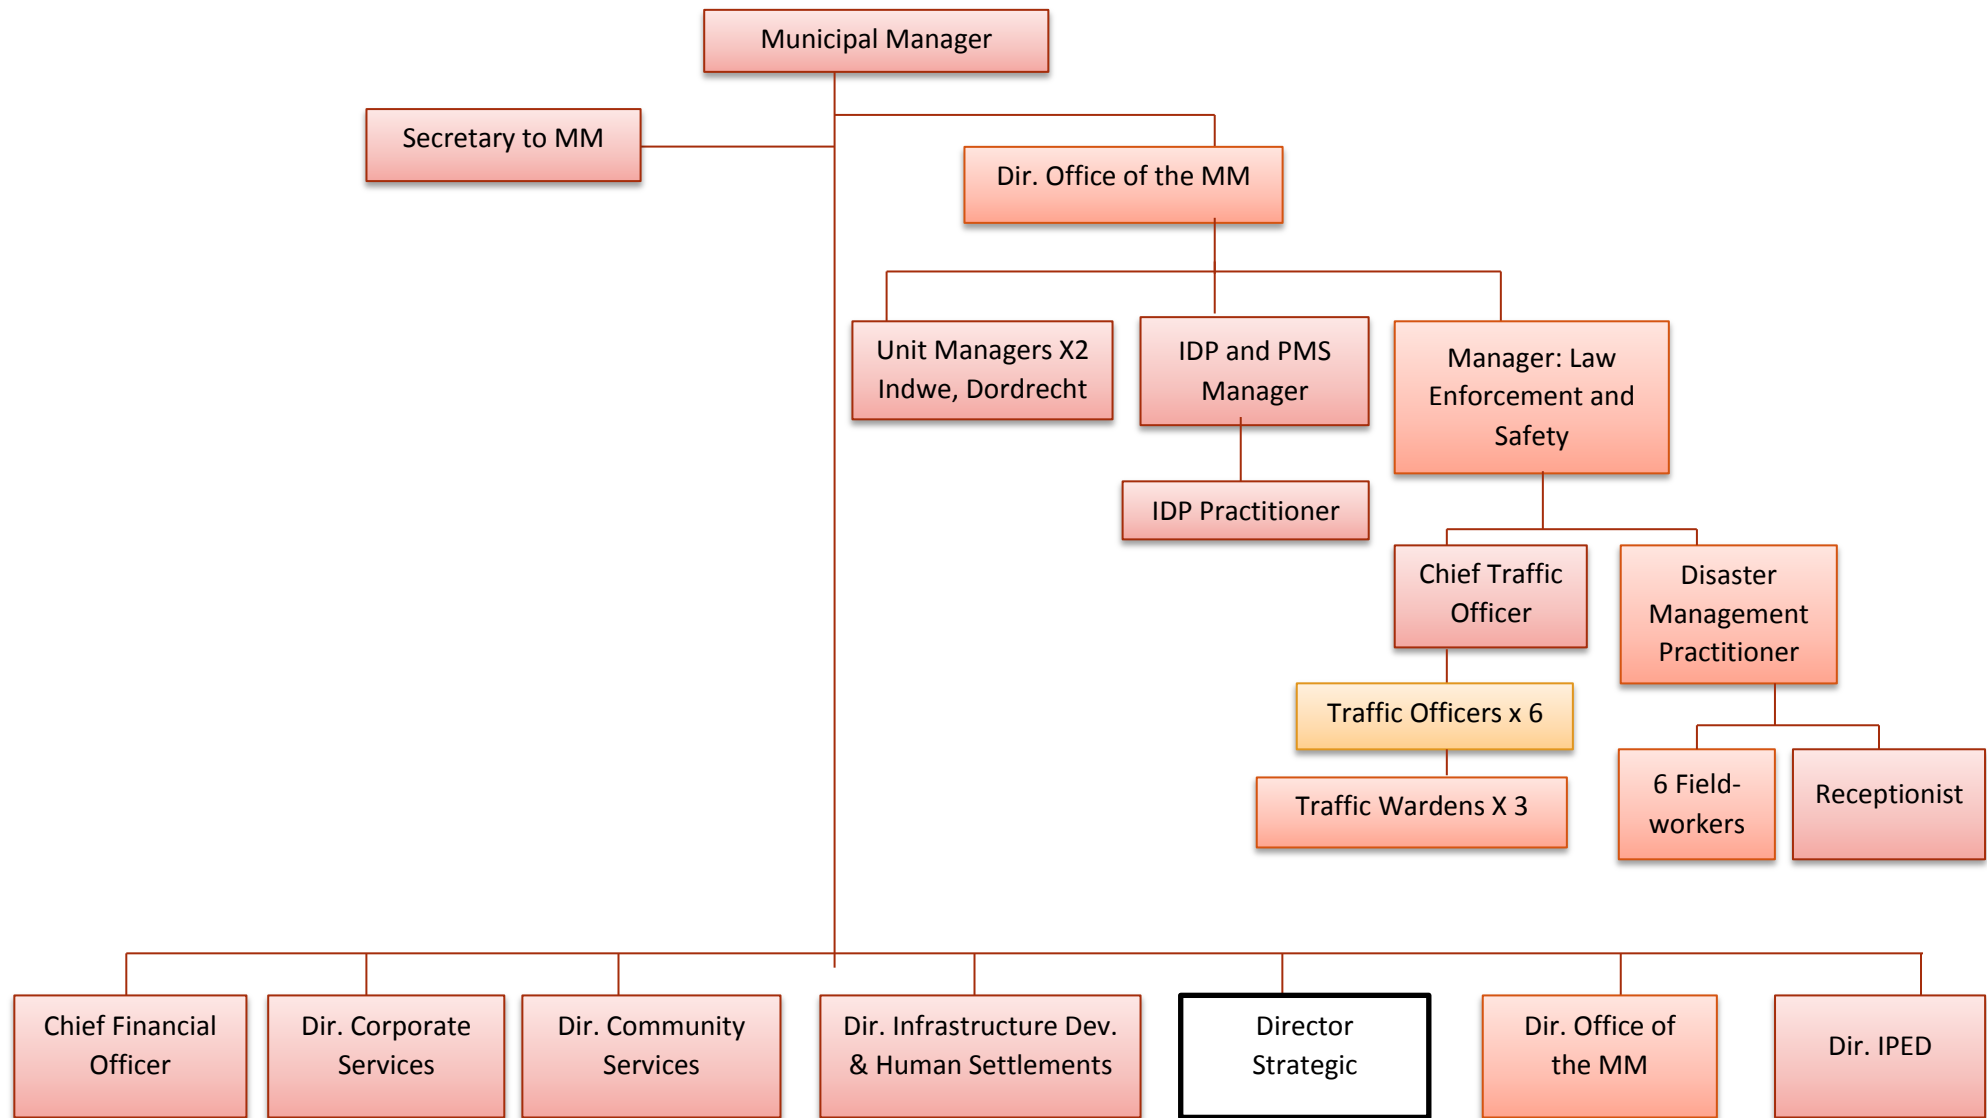 Municipal Manager
Secretary to MM
Dir. Office of the MM
Unit Managers X2
Indwe, Dordrecht
IDP and PMS
Manager
Manager: Law
Enforcement and
Safety
IDP Practitioner
Chief Traffic
Officer
Disaster
Management
Practitioner
Traffic Officers x 6
Traffic Wardens X 3
6 Field-
workers
Receptionist
Chief Financial
Officer
Dir. Corporate
Services
Dir. Community
Services
Dir. Infrastructure Dev.
& Human Settlements
Director
Strategic
Dir. Office of
the MM
Dir. IPED